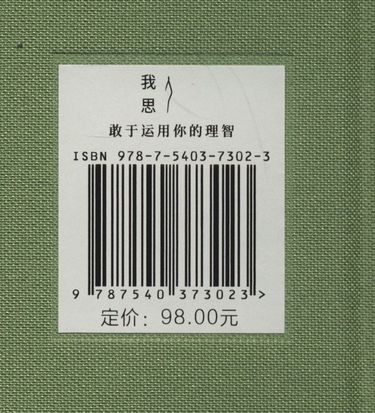 我
思
敢于运用你的理智
ISBN 978-7-5403-7302-3
9 787540 373023 >
定价：98.00元